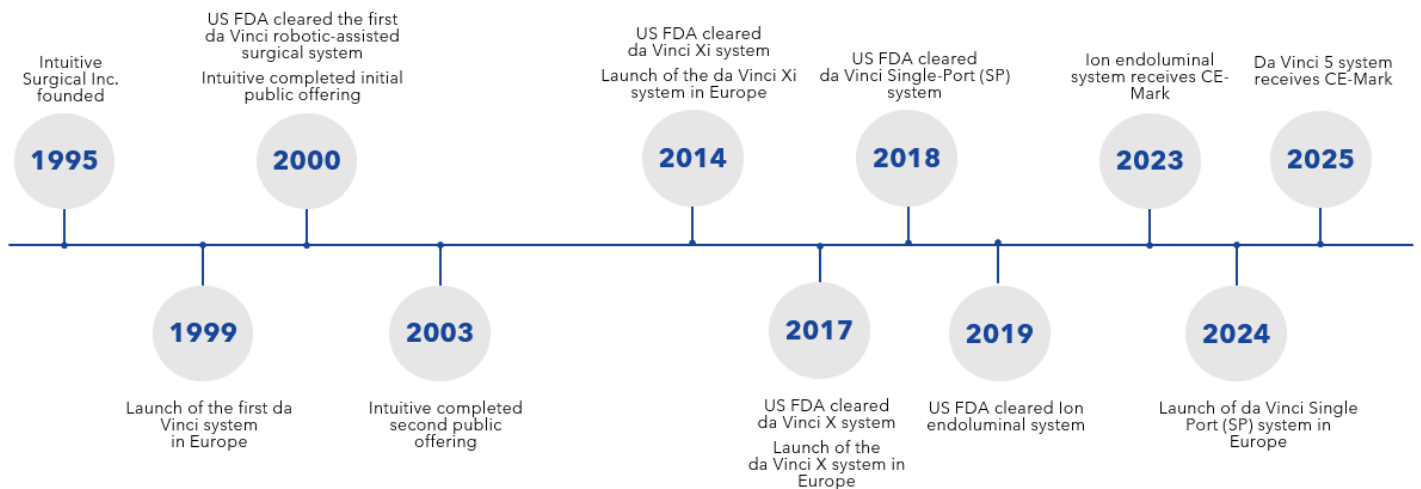 Intuitive
Surgical Inc.
founded
1995
Launch of the first da
Vinci system
in Europe
1999
US FDA cleared the first
da Vinci robotic-assisted
surgical system
Intuitive completed initial
public offering
2000
2003
Intuitive completed
second public
offering
US FDA cleared
da Vinci Xi system
Launch of the da Vinci Xi
system in Europe
2014
2017
US FDA cleared
da Vinci X system
Launch of the
da Vinci X system in
Europe
US FDA cleared
da Vinci Single-Port (SP)
system
2018
2019
US FDA cleared Ion
endoluminal system
Ion endoluminal
system receives CE-
Mark
2023
2024
Launch of da Vinci Single
Port (SP) system in
Europe
Da Vinci 5 system
receives CE-Mark
2025